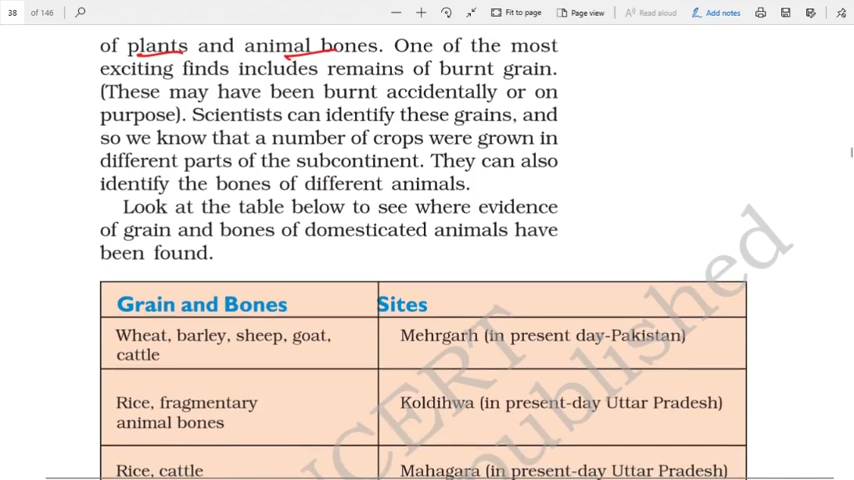 38 of 146
Fit to page
Page view
Read aloud
Add notes
of plants and animal bones. One of the most
exciting finds includes remains of burnt grain.
(These may have been burnt accidentally or on
purpose). Scientists can identify these grains, and
so we know that a number of crops were grown in
different parts of the subcontinent. They can also
identify the bones of different animals.
Look at the table below to see where evidence
of grain and bones of domesticated animals have
been found.
Grain and Bones Sites
Wheat, barley, sheep, goat, Mehrgarh (in present day-Pakistan)
cattle
Rice, fragmentary Koldihwa (in present-day Uttar Pradesh)
animal bones
Rice, cattle Mahagara (in present-day Uttar Pradesh)
NCERT
published